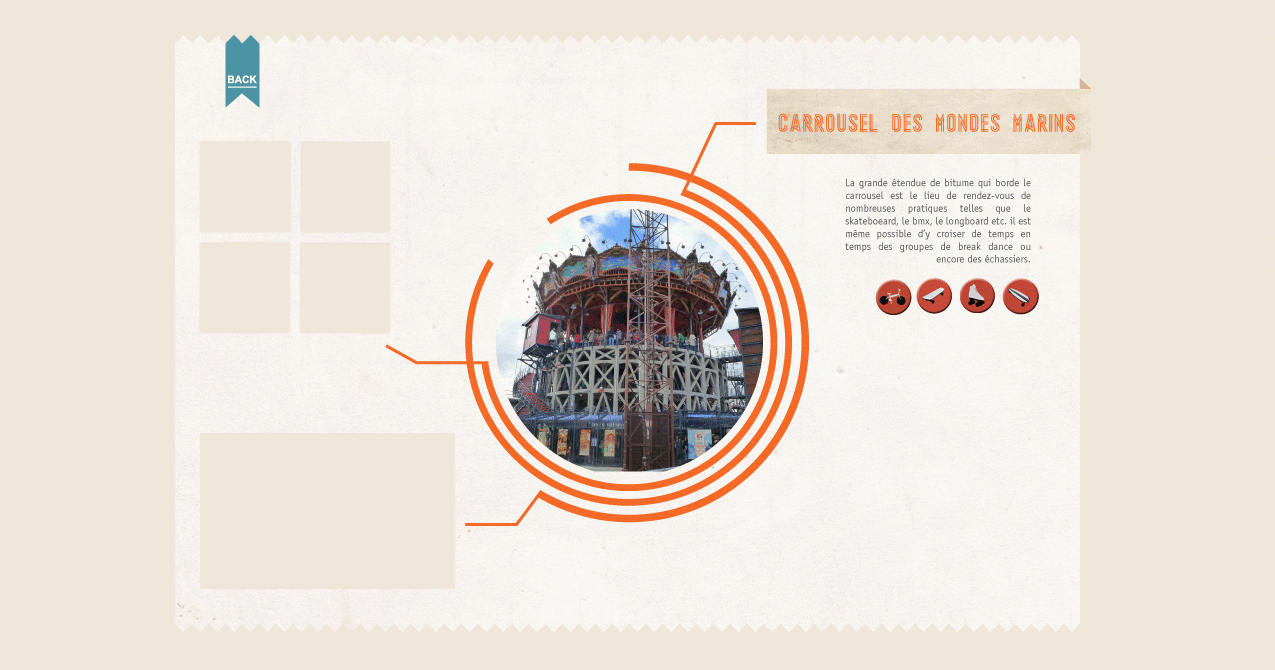 BACK
CARROUSEL DES MONDES MARINS
La grande étendue de bitume qui borde le
carrousel est le lieu de rendez-vous de
nombreuses pratiques telles que le
skateboeard, le bmx, le longboard etc. il est
même possible d'y croiser de temps en
temps des groupes de break dance ou
encore des échassiers.